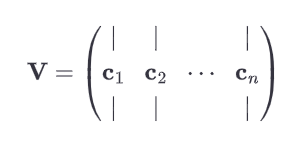 | | |
V = ( c₁ c₂ ⋯ cₙ )
| | |